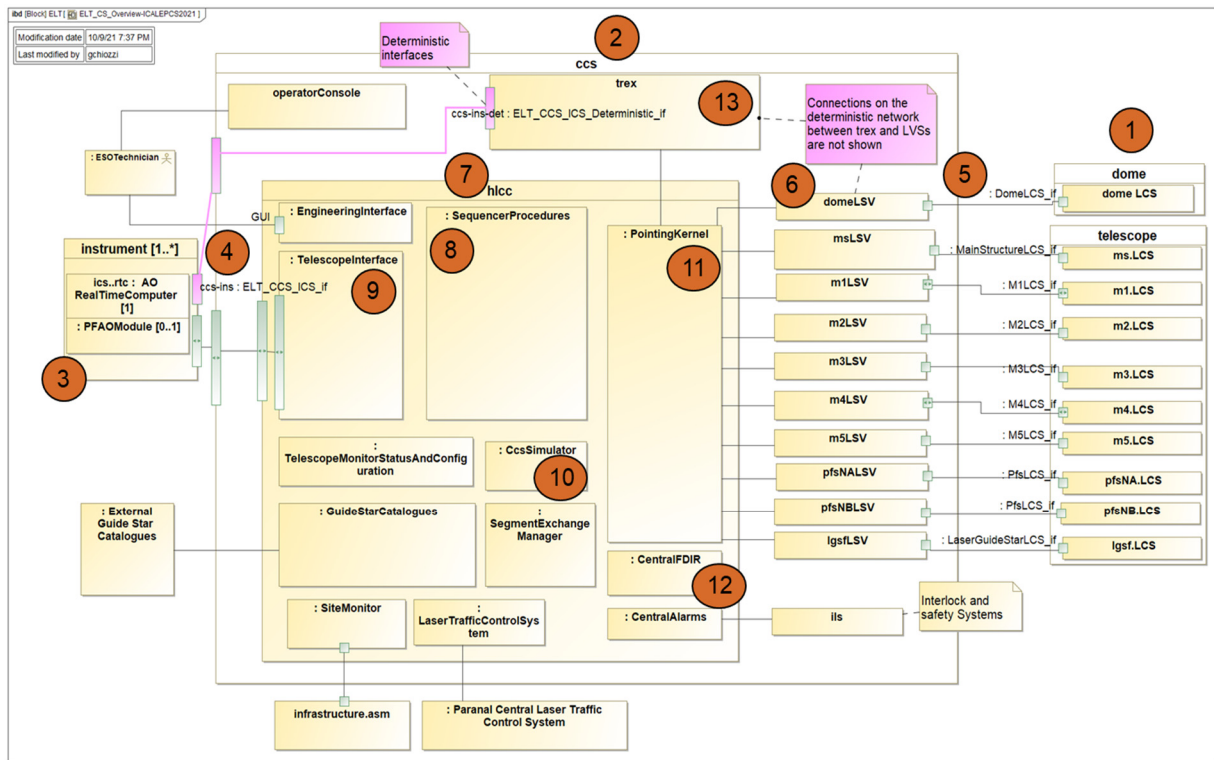 ibd [Block] ELT [ ELT_CS_Overview-ICALEPCS2021 ]
Modification date 10/9/21 7:37 PM
Last modified by gchiozzi
Deterministic
interfaces
2
ccs
operatorConsole
trex
13
ccs-ins-det : ELT_CCS_ICS_Deterministic_if
Connections on the
deterministic network
between trex and LVSs
are not shown
1
: ESOTechnician
7
hlcc
6
5
dome
: DomeLCS_if
dome LCS
domeLSV
GUI
: EngineeringInterface
: SequencerProcedures
8
: PointingKernel
11
telescope
msLSV
: MainStructureLCS_if
ms.LCS
instrument [1..*]
4
ics..rtc : AO
RealTimeComputer
[1]
: PFAOModule [0..1]
3
ccs-ins : ELT_CCS_ICS_if
: TelescopeInterface
9
m1LSV
: M1LCS_if
m1.LCS
m2LSV
: M2LCS_if
m2.LCS
m3LSV
: M3LCS_if
m3.LCS
m4LSV
: M4LCS_if
m4.LCS
m5LSV
: M5LCS_if
m5.LCS
:
TelescopeMonitorStatusAndConfig
uration
: CcsSimulator
10
pfsNALSV
: PfsLCS_if
pfsNA.LCS
: External
Guide Star
Catalogues
: GuideStarCatalogues
: SegmentExchange
Manager
pfsNBLSV
: PfsLCS_if
pfsNB.LCS
lgsfLSV
: LaserGuideStarLCS_if
lgsf.LCS
: CentralFDIR
12
: SiteMonitor
:
LaserTrafficControlSys
tem
: CentralAlarms
ils
Interlock and
safety Systems
infrastructure.asm
: Paranal Central Laser Traffic
Control System